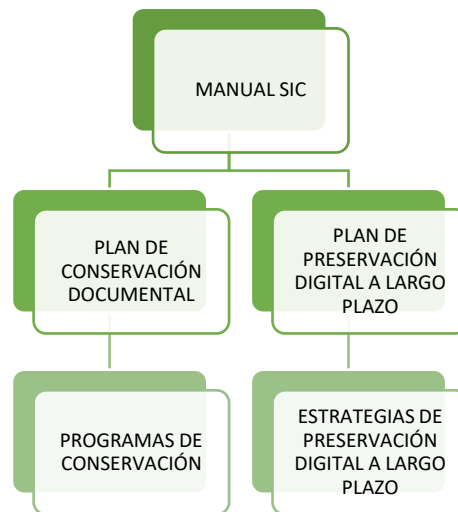 MANUAL SIC
PLAN DE
CONSERVACIÓN
DOCUMENTAL
PLAN DE
PRESERVACIÓN
DIGITAL A LARGO
PLAZO
PROGRAMAS DE
CONSERVACIÓN
ESTRATEGIAS DE
PRESERVACIÓN
DIGITAL A LARGO
PLAZO